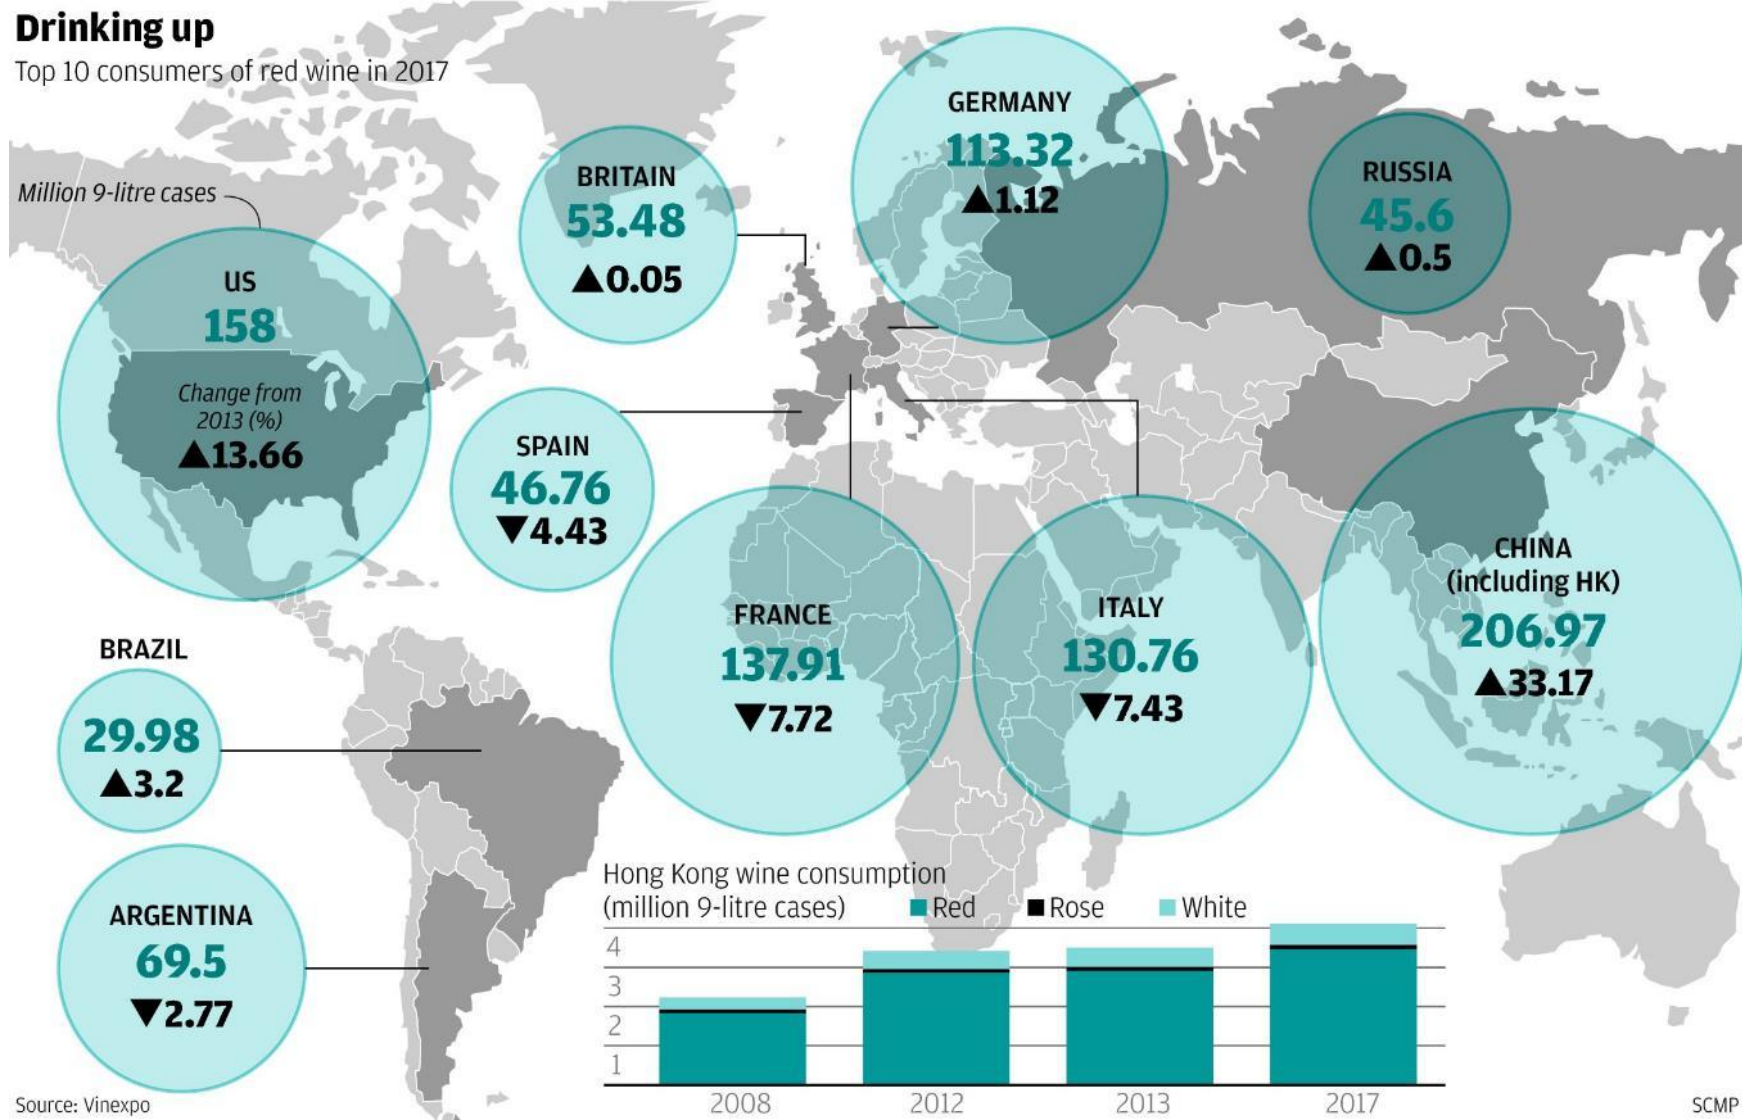 Drinking up
Top 10 consumers of red wine in 2017
Million 9-litre cases
US
158
Change from
2013 (%)
▲13.66
BRITAIN
53.48
▲0.05
GERMANY
113.32
▲1.12
RUSSIA
45.6
▲0.5
SPAIN
46.76
▼4.43
FRANCE
137.91
▼7.72
ITALY
130.76
▼7.43
CHINA
(including HK)
206.97
▲33.17
BRAZIL
29.98
▲3.2
ARGENTINA
69.5
▼2.77
Hong Kong wine consumption
(million 9-litre cases)
Red
Rose
White
4
3
2
1
2008
2012
2013
2017
Source: Vinexpo
SCMP